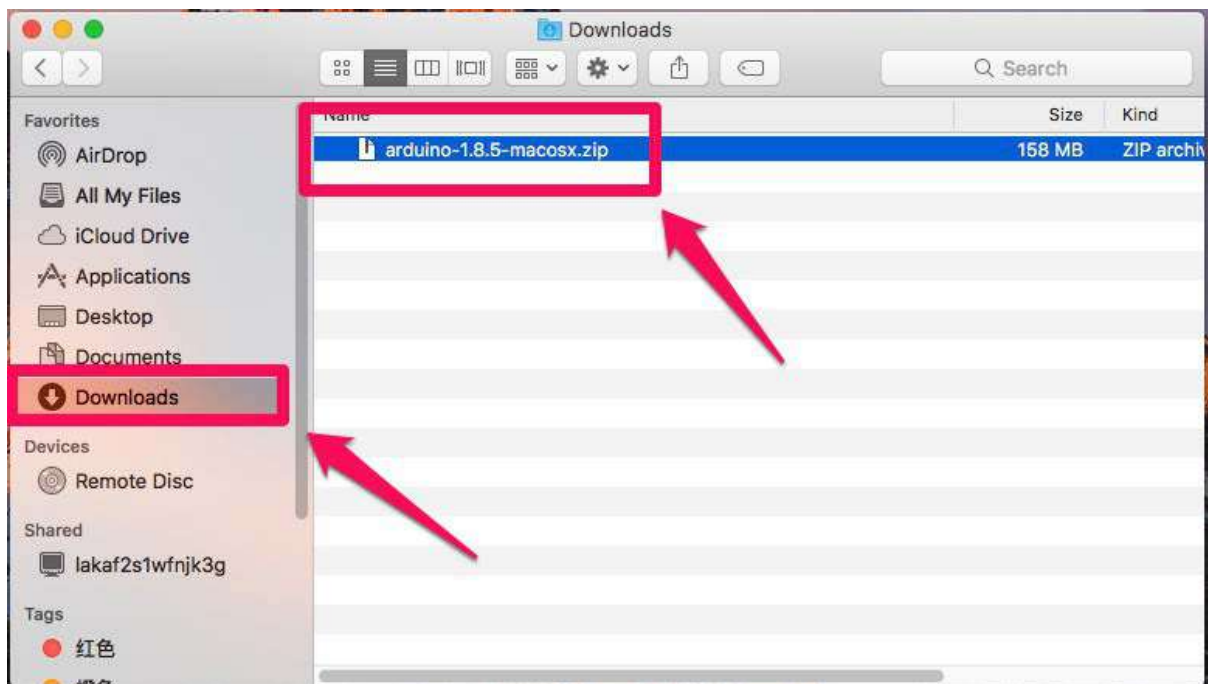 Downloads
Search
Name Size Kind
arduino-1.8.5-macosx.zip 158 MB ZIP archiv
Favorites
AirDrop
All My Files
iCloud Drive
Applications
Desktop
Documents
Downloads
Devices
Remote Disc
Shared
lakaf2s1wfnjk3g
Tags
红色